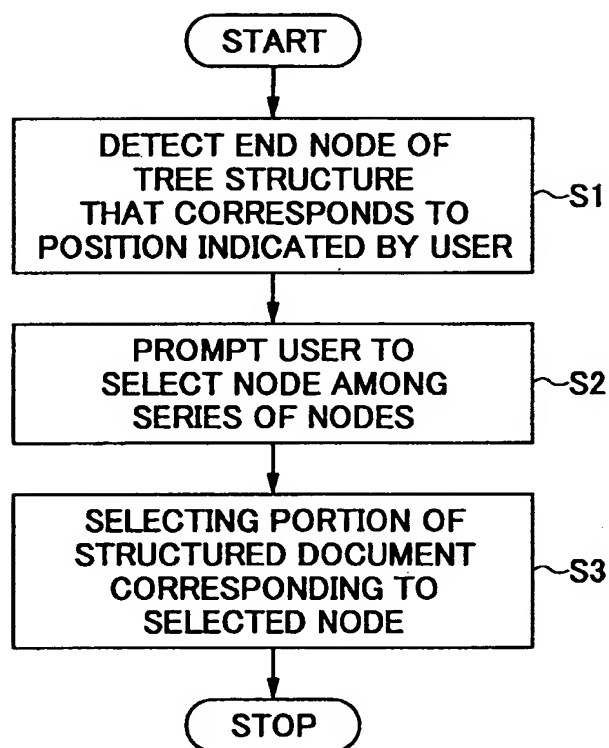 START
DETECT END NODE OF
TREE STRUCTURE
THAT CORRESPONDS TO
POSITION INDICATED BY USER
S1
PROMPT USER TO
SELECT NODE AMONG
SERIES OF NODES
S2
SELECTING PORTION OF
STRUCTURED DOCUMENT
CORRESPONDING TO
SELECTED NODE
S3
STOP